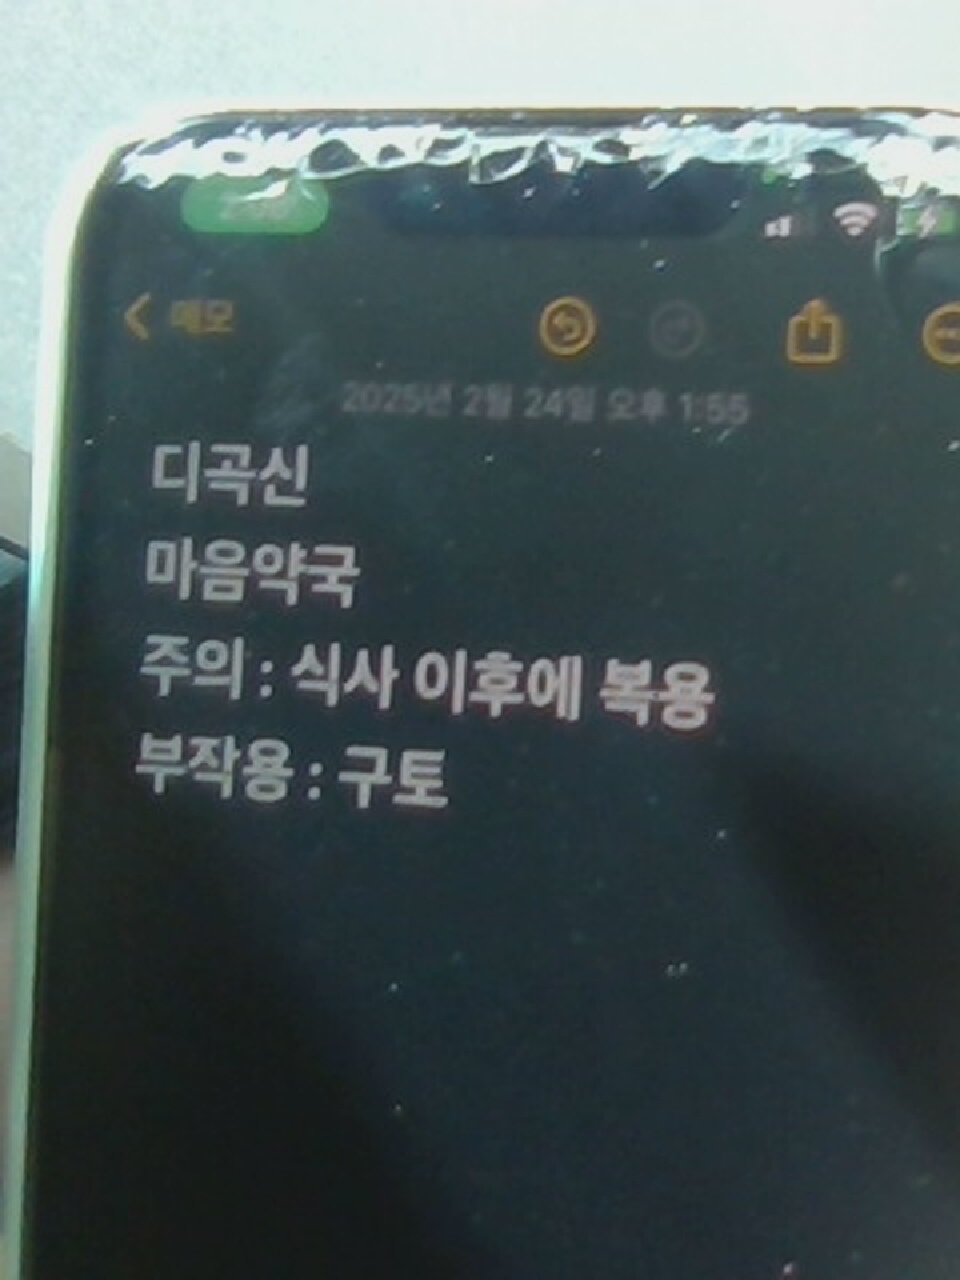 메모
2025년 2월 24일 오후 1:55
디곡신
마음약국
주의 : 식사 이후에 복용
부작용 : 구토